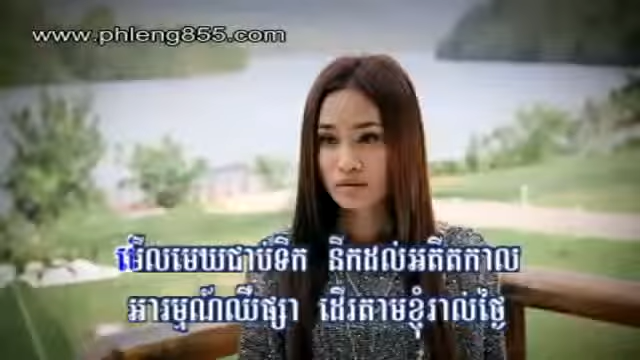 www.phleng855.com
មើលមេឃជាប់ទឹក នឹកដល់អតីតកាល
អារម្មណ៍ឈឺផ្សា ដើរតាមខ្ញុំរាល់ថ្ងៃ